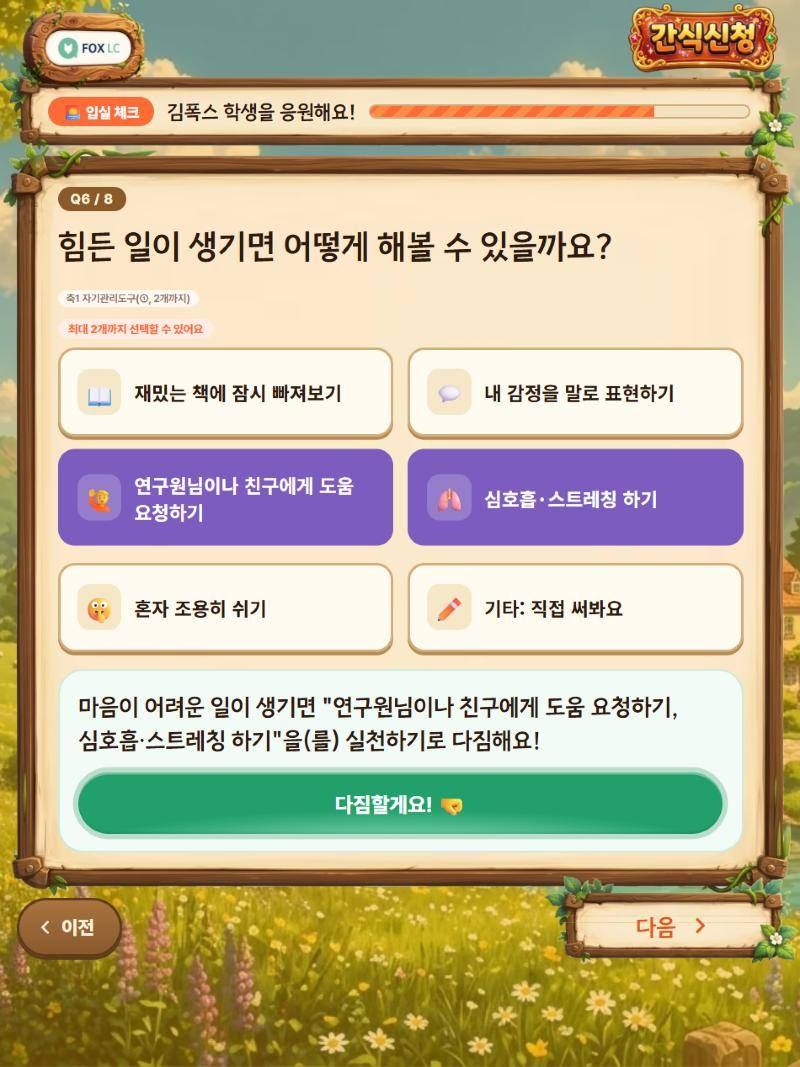 FOX LC
간식신청
입실 체크
김폭스 학생을 응원해요!
Q6 / 8
힘든 일이 생기면 어떻게 해볼 수 있을까요?
축1 자기관리도구(①, 2개까지)
최대 2개까지 선택할 수 있어요
재밌는 책에 잠시 빠져보기
내 감정을 말로 표현하기
연구원님이나 친구에게 도움
요청하기
심호흡·스트레칭 하기
혼자 조용히 쉬기
기타: 직접 써봐요
마음이 어려운 일이 생기면 "연구원님이나 친구에게 도움 요청하기,
심호흡·스트레칭 하기"을(를) 실천하기로 다짐해요!
다짐할게요!
이전
다음